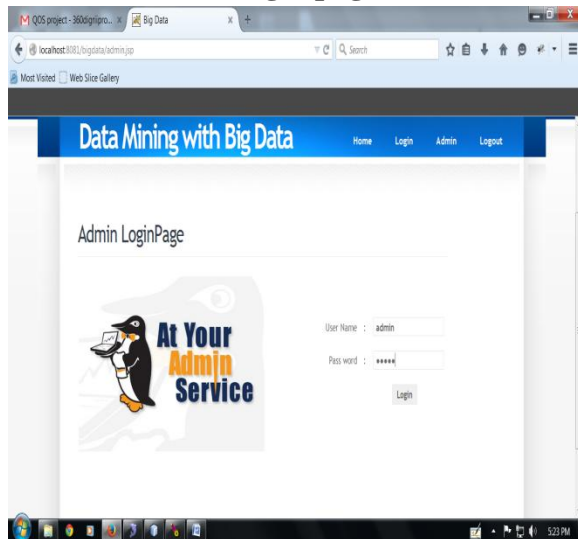 QOS project - 360digitpro... × Big Data × +
localhost:8081/bigdata/admin.jsp Search
Most Visited Web Slice Gallery
Data Mining with Big Data Home Login Admin Logout
Admin LoginPage
At Your
Admin
Service
User Name : admin
Pass word : •••••
Login
5:23 PM